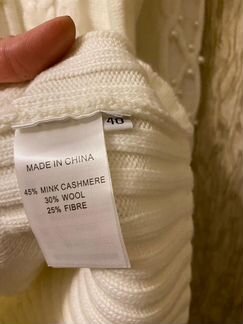 40
MADE IN CHINA
45% MINK CASHMERE
30% WOOL
25% FIBRE